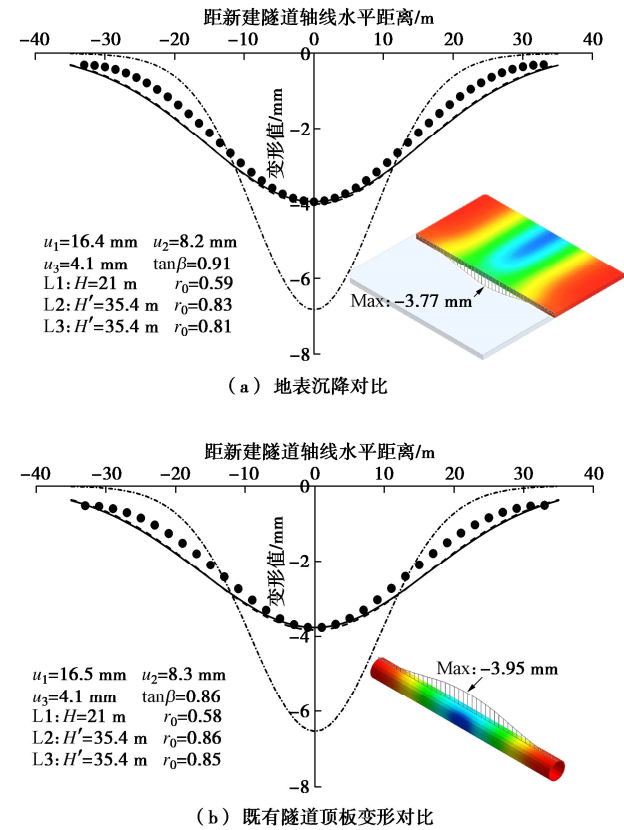 距新建隧道轴线水平距离/m
−40 −30 −20 −10 0 10 20 30 40
变形值/mm
−2
−4
−6
−8
u₁=16.4 mm u₂=8.2 mm
u₃=4.1 mm tanβ=0.91
L1:H=21 m r₀=0.59
L2:H′=35.4 m r₀=0.83
L3:H′=35.4 m r₀=0.81
Max:−3.77 mm
(a) 地表沉降对比
距新建隧道轴线水平距离/m
−40 −30 −20 −10 0 10 20 30 40
变形值/mm
−2
−4
−6
−8
u₁=16.5 mm u₂=8.3 mm
u₃=4.1 mm tanβ=0.86
L1:H=21 m r₀=0.58
L2:H′=35.4 m r₀=0.86
L3:H′=35.4 m r₀=0.85
Max:−3.95 mm
(b) 既有隧道顶板变形对比